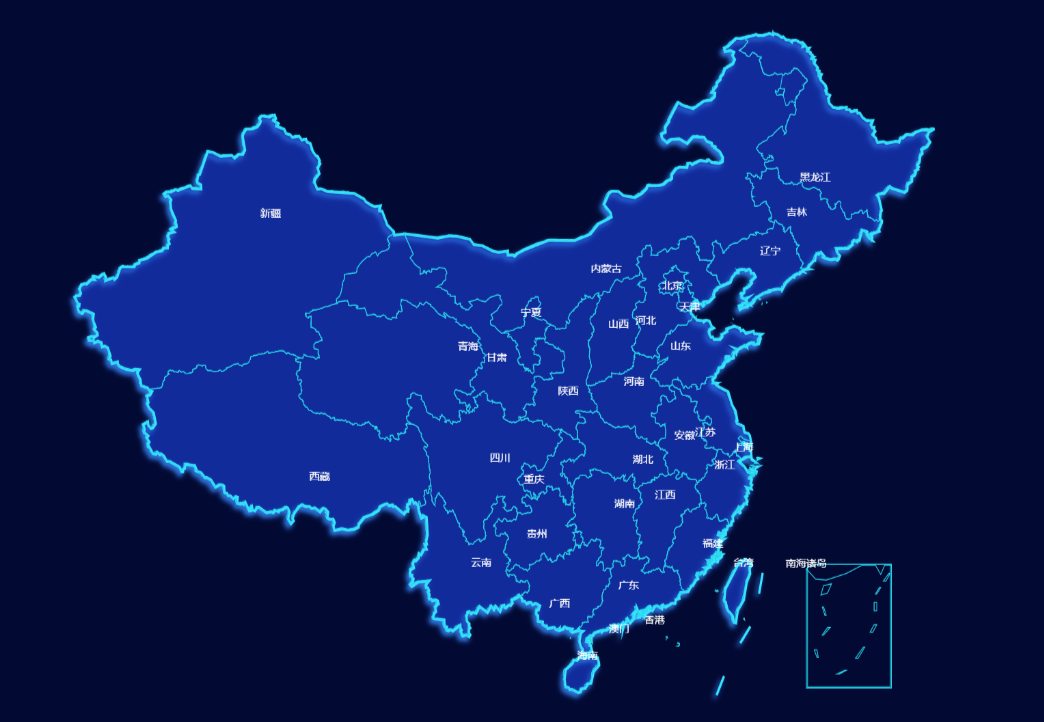 黑龙江
吉林
新疆
辽宁
内蒙古
北京
天津
宁夏
河北
山西
青海
山东
甘肃
河南
陕西
江苏
安徽
上海
四川
湖北
浙江
重庆
西藏
江西
湖南
贵州
福建
云南
台湾
南海诸岛
广东
广西
香港
澳门
海南